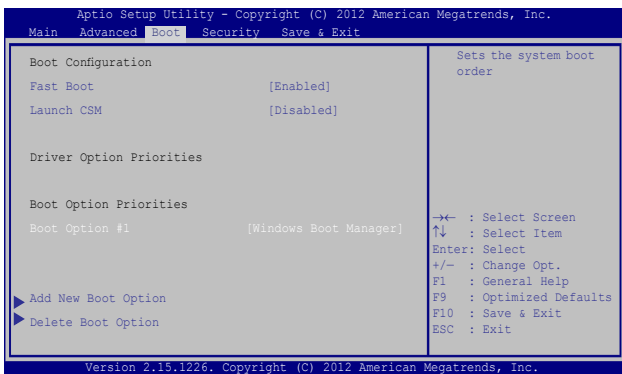 Aptio Setup Utility - Copyright (C) 2012 American Megatrends, Inc.
Main Advanced Boot Security Save & Exit
Boot Configuration
Fast Boot [Enabled]
Launch CSM [Disabled]
Driver Option Priorities
Boot Option Priorities
Boot Option #1 [Windows Boot Manager]
Add New Boot Option
Delete Boot Option
Sets the system boot
order
→← : Select Screen
↑↓ : Select Item
Enter: Select
+/— : Change Opt.
F1 : General Help
F9 : Optimized Defaults
F10 : Save & Exit
ESC : Exit
Version 2.15.1226. Copyright (C) 2012 American Megatrends, Inc.